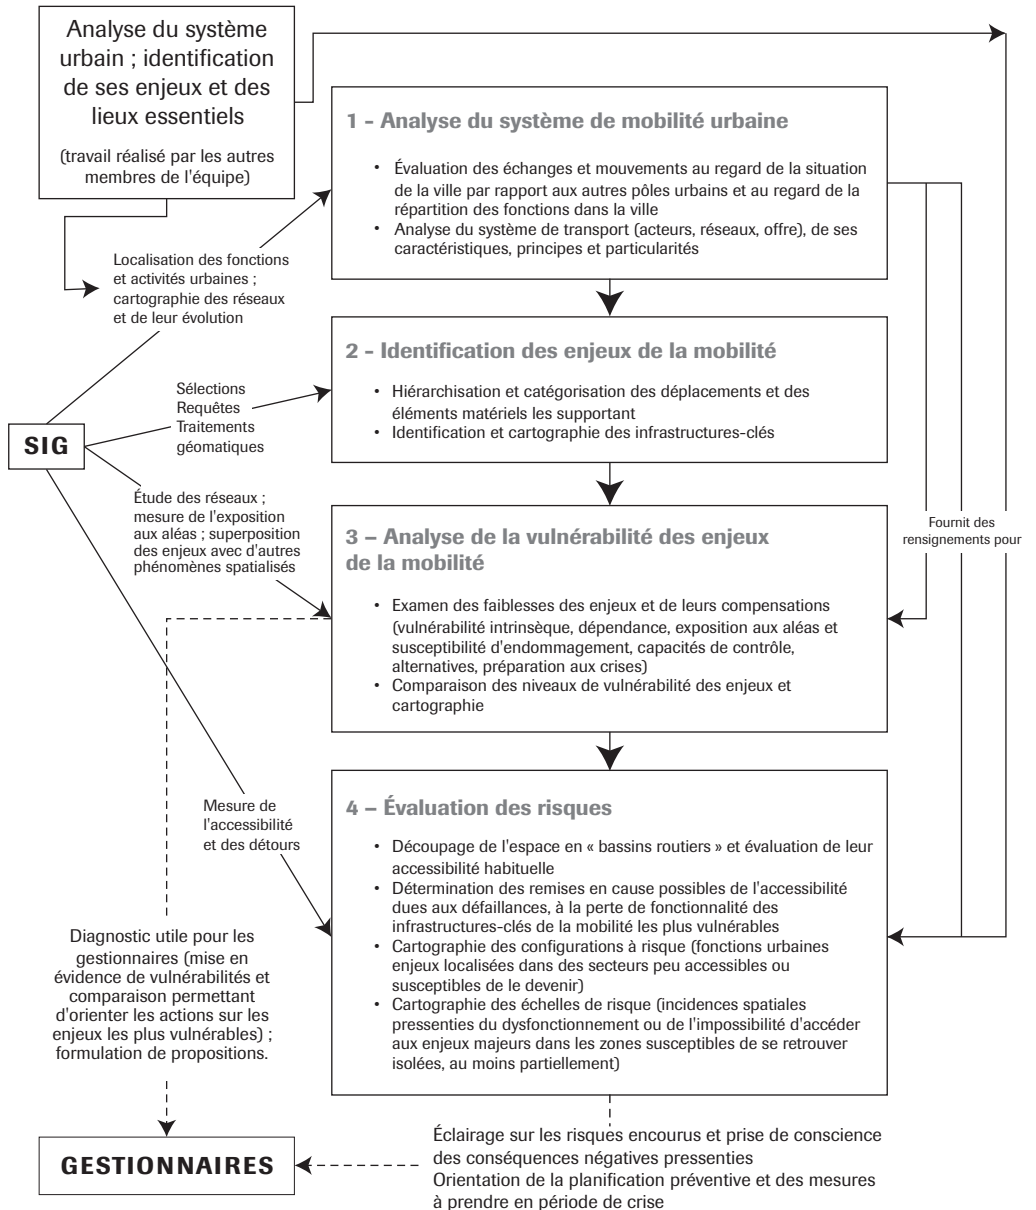 Analyse du système
urbain ; identification
de ses enjeux et des
lieux essentiels
(travail réalisé par les autres
membres de l'équipe)
1 - Analyse du système de mobilité urbaine
• Évaluation des échanges et mouvements au regard de la situation
de la ville par rapport aux autres pôles urbains et au regard de la
répartition des fonctions dans la ville
• Analyse du système de transport (acteurs, réseaux, offre), de ses
caractéristiques, principes et particularités
Localisation des fonctions
et activités urbaines ;
cartographie des réseaux
et de leur évolution
2 - Identification des enjeux de la mobilité
• Hiérarchisation et catégorisation des déplacements et des
éléments matériels les supportant
• Identification et cartographie des infrastructures-clés
Sélections
Requêtes
Traitements
géomatiques
SIG
Étude des réseaux ;
mesure de l'exposition
aux aléas ; superposition
des enjeux avec d'autres
phénomènes spatialisés
3 – Analyse de la vulnérabilité des enjeux
de la mobilité
• Examen des faiblesses des enjeux et de leurs compensations
(vulnérabilité intrinsèque, dépendance, exposition aux aléas et
susceptibilité d'endommagement, capacités de contrôle,
alternatives, préparation aux crises)
• Comparaison des niveaux de vulnérabilité des enjeux et
cartographie
Fournit des
rensignements pour
Mesure de
l'accessibilité
et des détours
4 – Évaluation des risques
• Découpage de l'espace en « bassins routiers » et évaluation de leur
accessibilité habituelle
• Détermination des remises en cause possibles de l'accessibilité
dues aux défaillances, à la perte de fonctionnalité des
infrastructures-clés de la mobilité les plus vulnérables
• Cartographie des configurations à risque (fonctions urbaines
enjeux localisées dans des secteurs peu accessibles ou
susceptibles de le devenir)
• Cartographie des échelles de risque (incidences spatiales
pressenties du dysfonctionnement ou de l'impossibilité d'accéder
aux enjeux majeurs dans les zones susceptibles de se retrouver
isolées, au moins partiellement)
Diagnostic utile pour les
gestionnaires (mise en
évidence de vulnérabilités et
comparaison permettant
d'orienter les actions sur les
enjeux les plus vulnérables) ;
formulation de propositions.
GESTIONNAIRES
Éclairage sur les risques encourus et prise de conscience
des conséquences négatives pressenties
Orientation de la planification préventive et des mesures
à prendre en période de crise